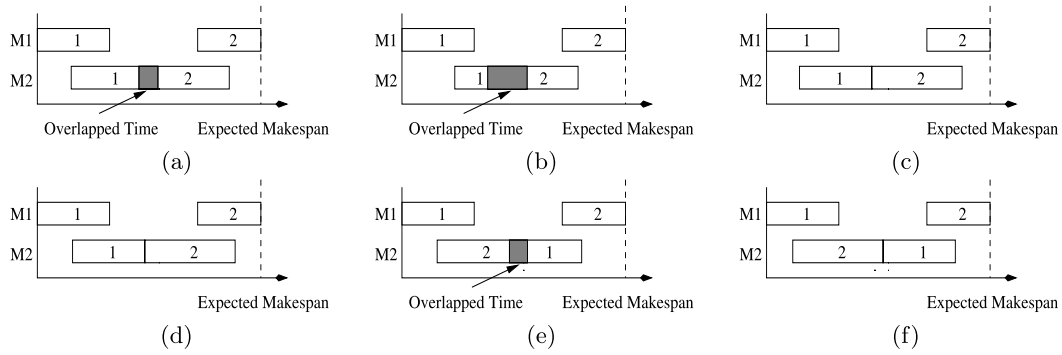 M1 1 2
M2 1 2
Overlapped Time Expected Makespan
(a)
M1 1 2
M2 1 2
Overlapped Time Expected Makespan
(b)
M1 1 2
M2 1 2
Expected Makespan
(c)
M1 1 2
M2 1 2
Expected Makespan
(d)
M1 1 2
M2 2 1
Overlapped Time Expected Makespan
(e)
M1 1 2
M2 2 1
Expected Makespan
(f)